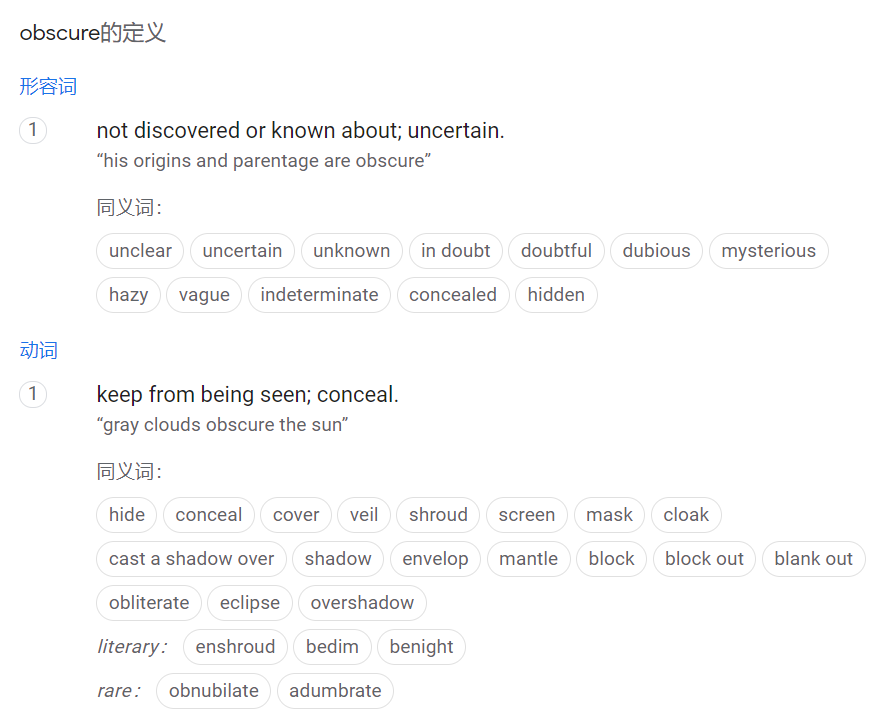 obscure的定义
形容词
1 not discovered or known about; uncertain.
“his origins and parentage are obscure”
同义词：
unclear uncertain unknown in doubt doubtful dubious mysterious
hazy vague indeterminate concealed hidden
动词
1 keep from being seen; conceal.
“gray clouds obscure the sun”
同义词：
hide conceal cover veil shroud screen mask cloak
cast a shadow over shadow envelop mantle block block out blank out
obliterate eclipse overshadow
literary： enshroud bedim benight
rare： obnubilate adumbrate